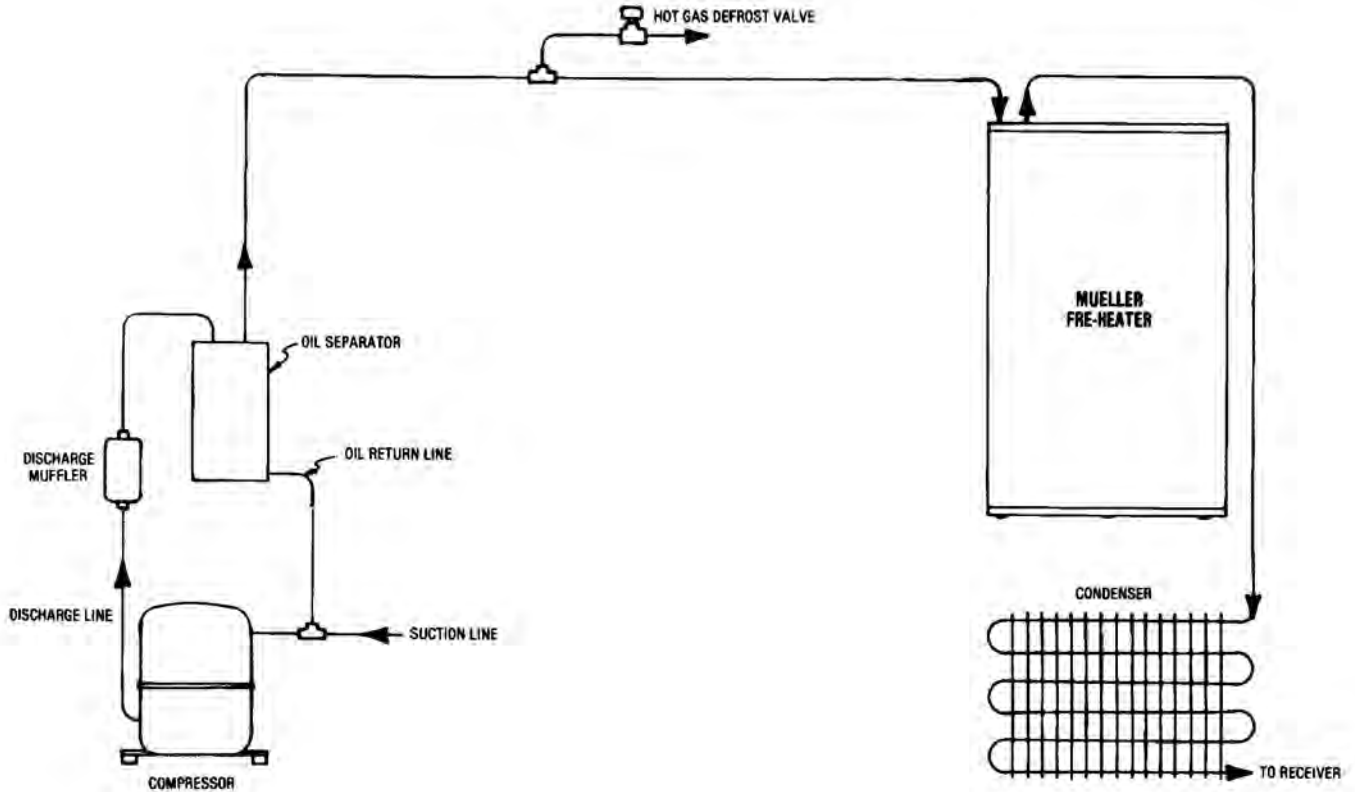 HOT GAS DEFROST VALVE
MUELLER
FRE-HEATER
OIL SEPARATOR
OIL RETURN LINE
DISCHARGE
MUFFLER
CONDENSER
DISCHARGE LINE
SUCTION LINE
TO RECEIVER
COMPRESSOR